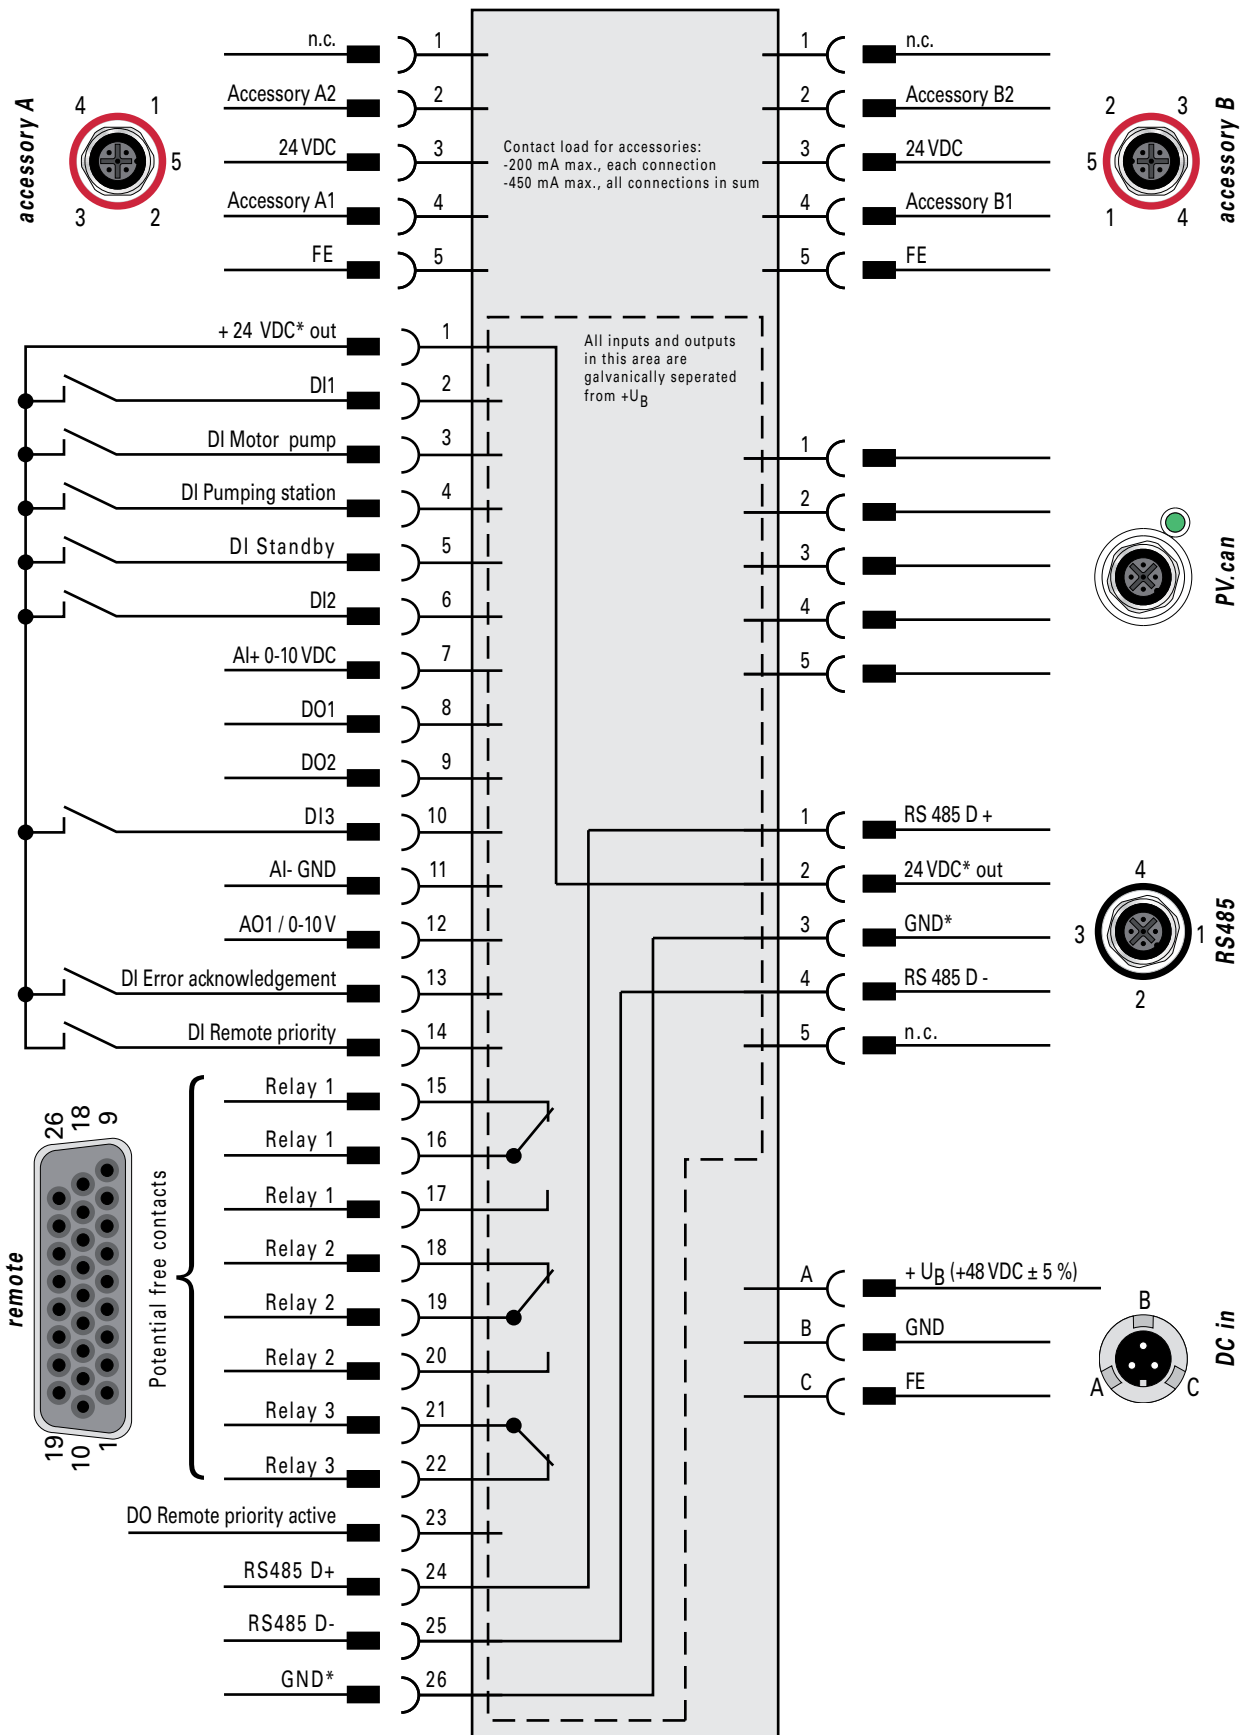 accessory A
4 1
5
3 2
n.c. 1
Accessory A2 2
24 VDC 3
Accessory A1 4
FE 5
Contact load for accessories:
-200 mA max., each connection
-450 mA max., all connections in sum
1 n.c.
2 Accessory B2
3 24 VDC
4 Accessory B1
5 FE
2 3
5
1 4
accessory B
+ 24 VDC* out 1
DI1 2
DI Motor pump 3
DI Pumping station 4
DI Standby 5
DI2 6
AI+ 0-10 VDC 7
DO1 8
DO2 9
DI3 10
AI- GND 11
AO1 / 0-10 V 12
DI Error acknowledgement 13
DI Remote priority 14
Relay 1 15
Relay 1 16
Relay 1 17
Relay 2 18
Relay 2 19
Relay 2 20
Relay 3 21
Relay 3 22
DO Remote priority active 23
RS485 D+ 24
RS485 D- 25
GND* 26
remote
26 18 9
19 10 1
Potential free contacts
All inputs and outputs
in this area are
galvanically seperated
from +UB
1
2
3
4
5
PV.can
1 RS 485 D +
2 24 VDC* out
3 GND*
4 RS 485 D -
5 n.c.
4
3 1
2
RS485
A + UB (+48 VDC ± 5 %)
B GND
C FE
B
A C
DC in